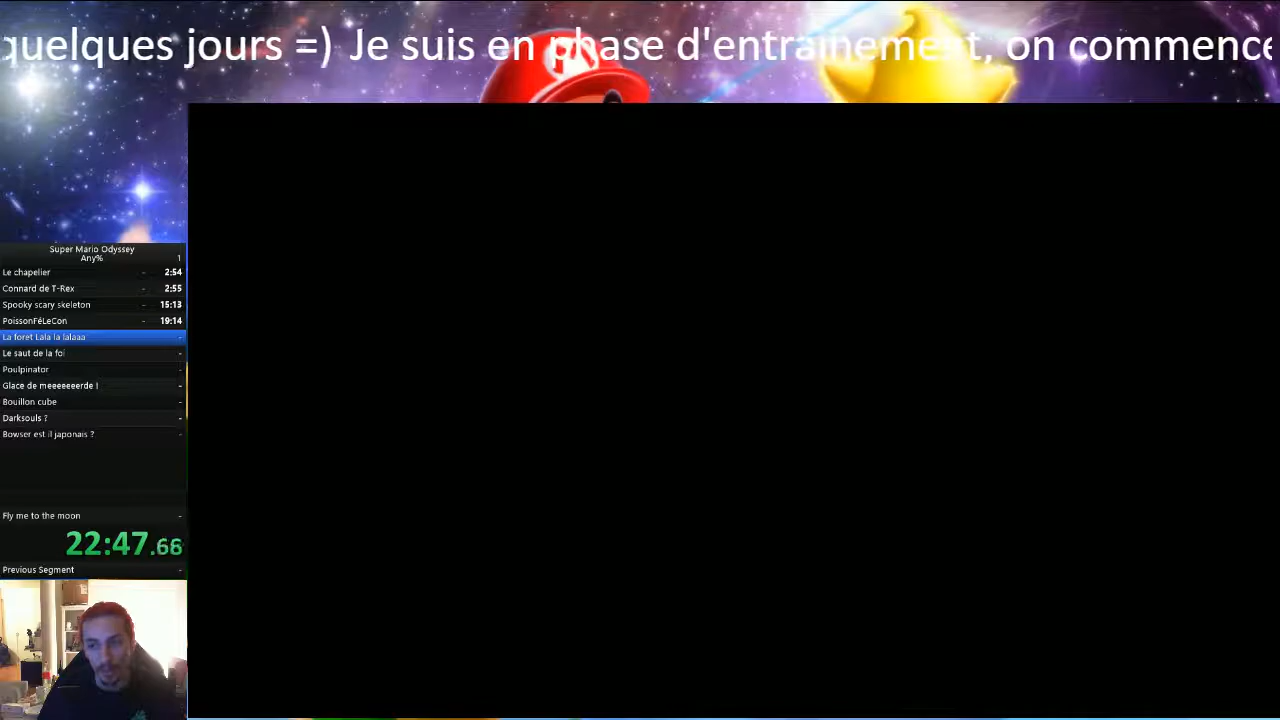 quelques jours =) Je suis en phase d'entrainement, on commence
Super Mario Odyssey
Any% 1
Le chapelier - 2:54
Connard de T-Rex - 2:55
Spooky scary skeleton - 15:13
PoissonFéLeCon - 19:14
La foret Lala la lalaaa -
Le saut de la foi -
Poulpinator -
Glace de meeeeeeerde ! -
Bouillon cube -
Darksouls ? -
Bowser est il japonais ? -
Fly me to the moon -
22:47.68
Previous Segment -